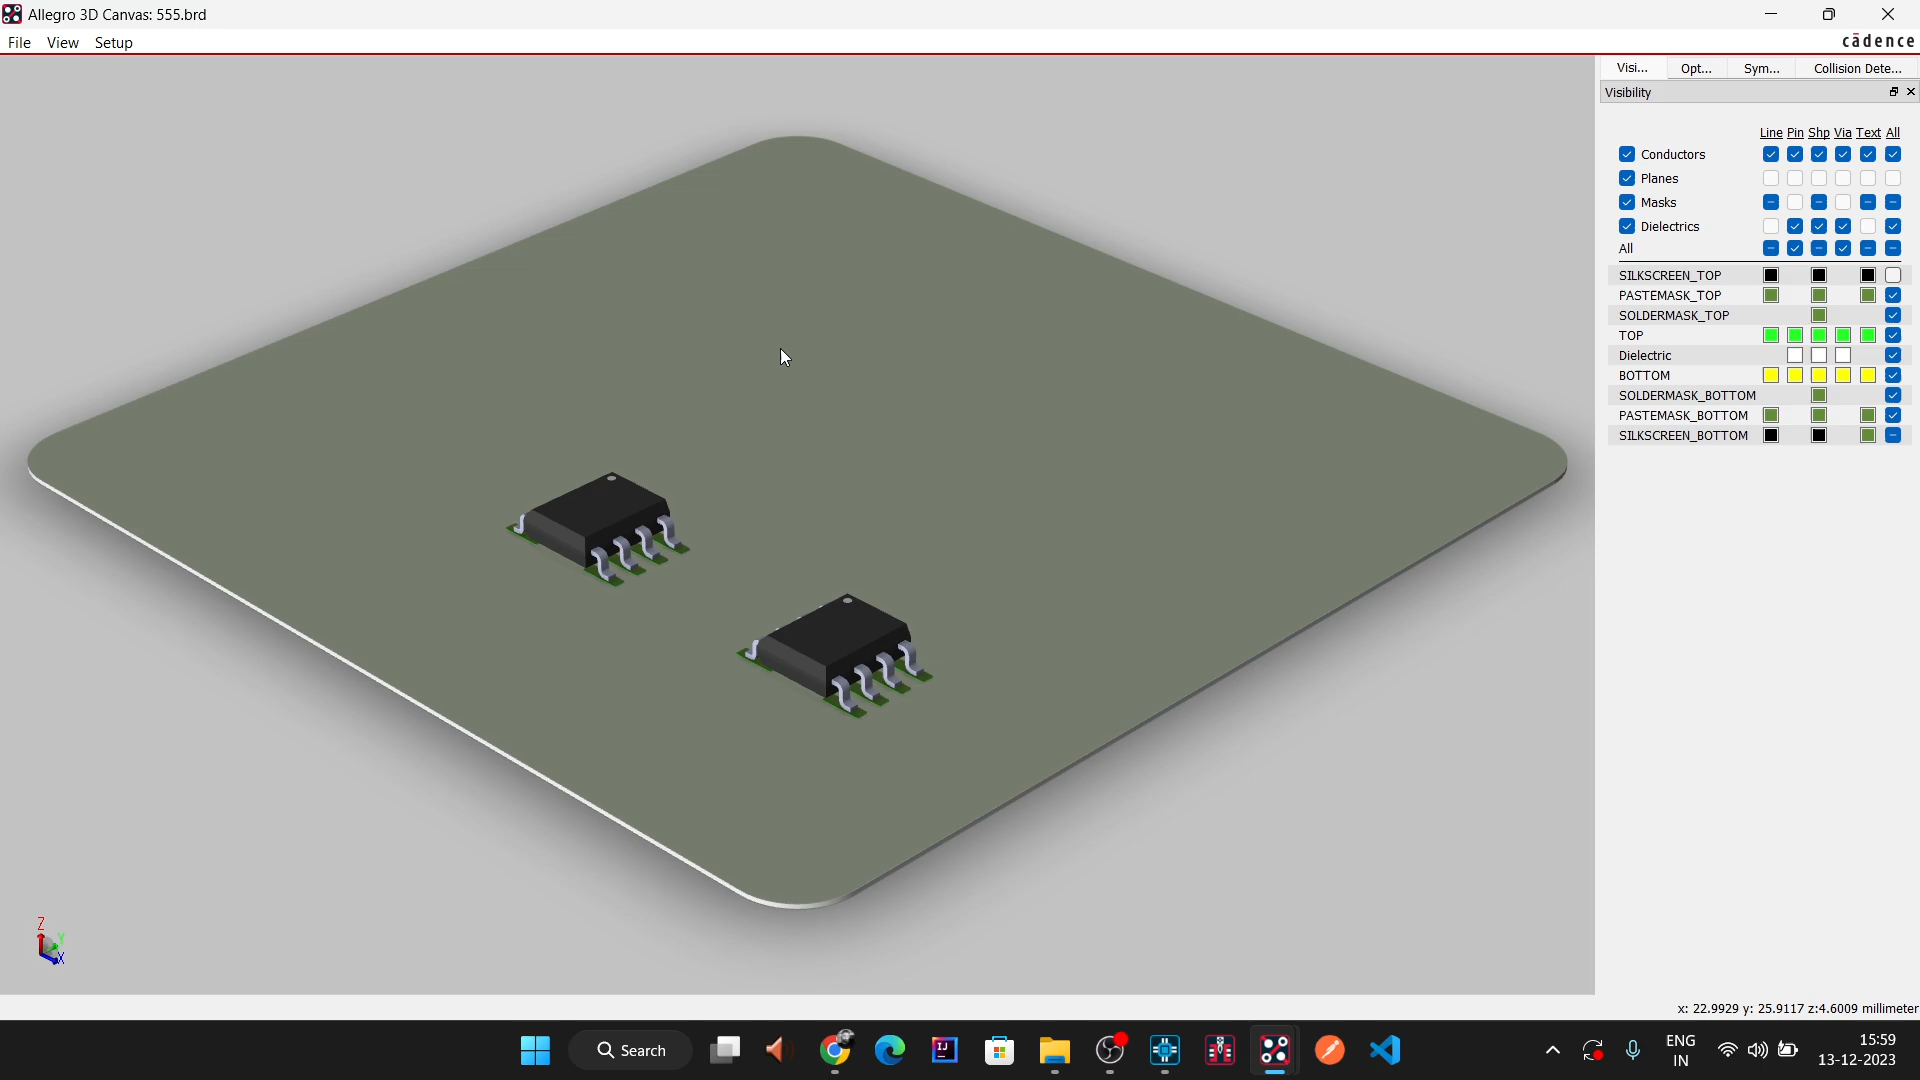 Allegro 3D Canvas: 555.brd
File View Setup
cādence
Visi... Opt... Sym... Collision Dete...
Visibility
Line Pin Shp Via Text All
Conductors
Planes
Masks
Dielectrics
All
SILKSCREEN_TOP
PASTEMASK_TOP
SOLDERMASK_TOP
TOP
Dielectric
BOTTOM
SOLDERMASK_BOTTOM
PASTEMASK_BOTTOM
SILKSCREEN_BOTTOM
Z
Y
X
x: 22.9929 y: 25.9117 z:4.6009 millimeter
Search
IJ
ENG
IN
15:59
13-12-2023